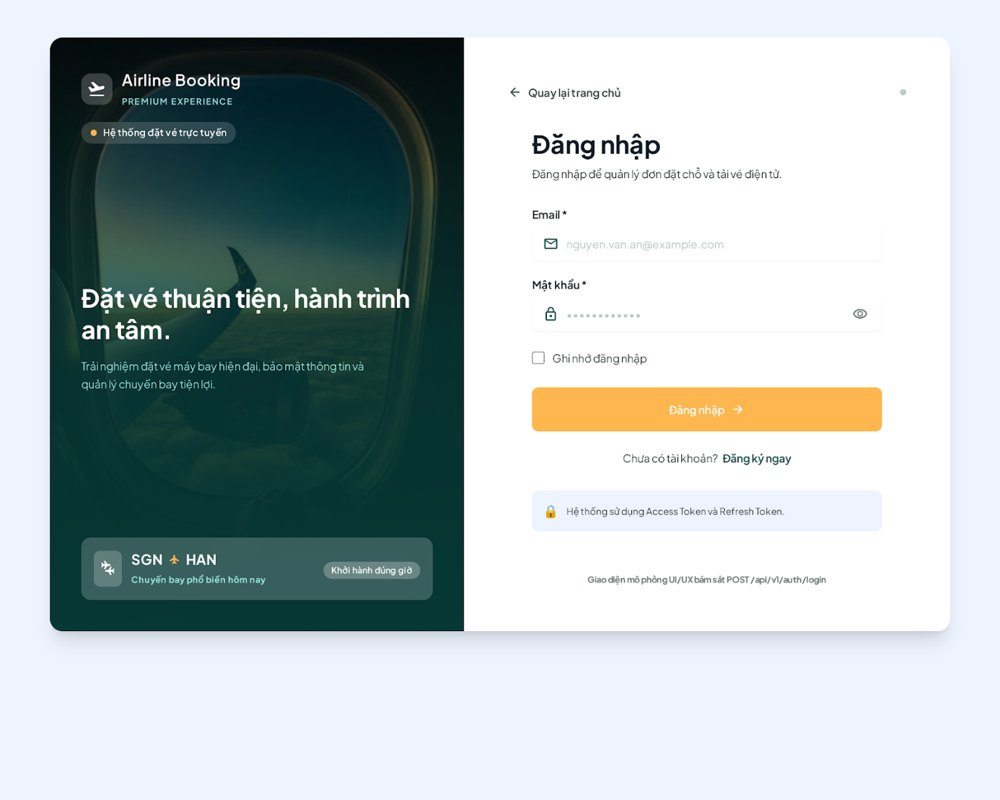 Airline Booking
PREMIUM EXPERIENCE
Hệ thống đặt vé trực tuyến
Đặt vé thuận tiện, hành trình
an tâm.
Trải nghiệm đặt vé máy bay hiện đại, bảo mật thông tin và
quản lý chuyến bay tiện lợi.
SGN HAN
Chuyến bay phổ biến hôm nay
Khởi hành đúng giờ
Quay lại trang chủ
Đăng nhập
Đăng nhập để quản lý đơn đặt chỗ và tải vé điện tử.
Email *
nguyen.van.an@example.com
Mật khẩu *
••••••••••••
Ghi nhớ đăng nhập
Đăng nhập →
Chưa có tài khoản? Đăng ký ngay
Hệ thống sử dụng Access Token và Refresh Token.
Giao diện mô phỏng UI/UX bám sát POST /api/v1/auth/login